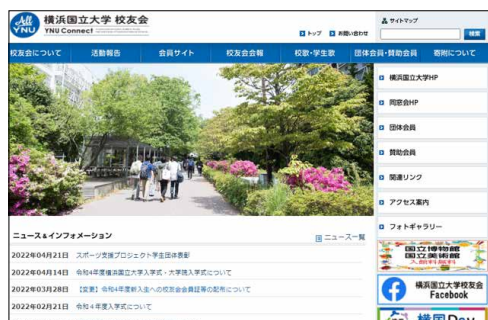 All
YNU
横浜国立大学 校友会
YNU Connect
トップ
お問い合わせ
サイトマップ
検索
校友会について
活動報告
会員サイト
校友会会報
校歌・学生歌
団体会員・賛助会員
寄附について
横浜国立大学HP
同窓会HP
団体会員
賛助会員
関連リンク
アクセス案内
フォトギャラリー
ニュース&インフォメーション
ニュース一覧
2022年04月21日 スポーツ支援プロジェクト学生団体表彰
2022年04月14日 令和4年度横浜国立大学入学式・大学院入学式について
2022年03月28日 【変更】令和4年度新入生への校友会会員証等の配布について
2022年02月21日 令和4年度入学式について
国立博物館
国立美術館
入館料無料
横浜国立大学校友会
Facebook
横国Day